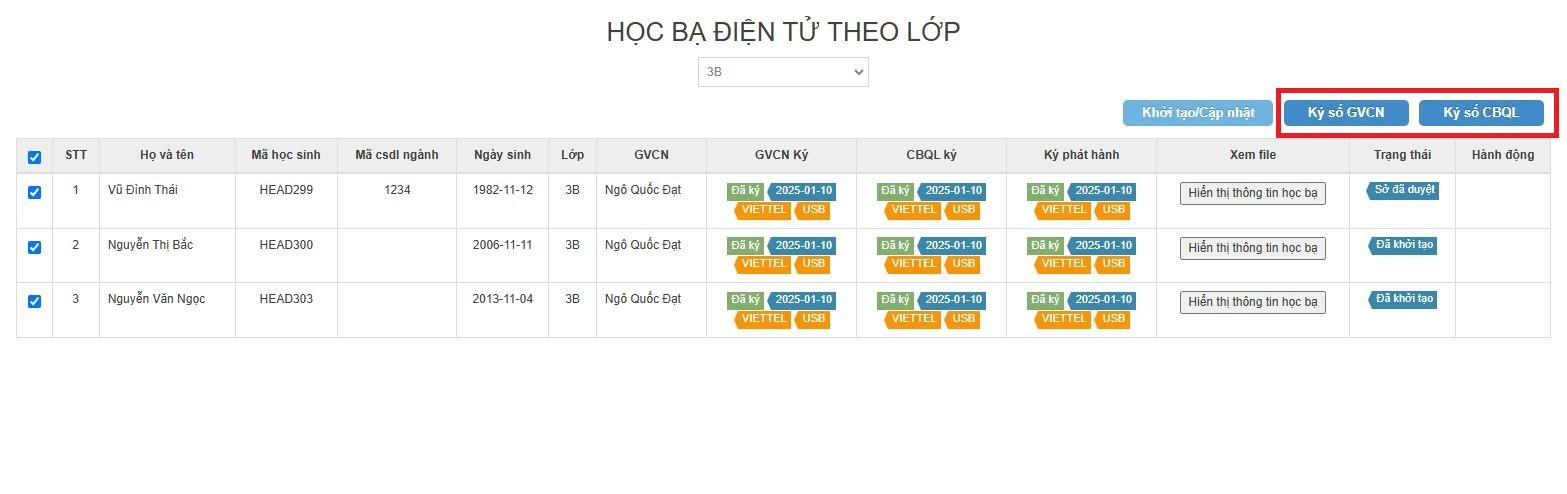 HỌC BẠ ĐIỆN TỬ THEO LỚP
3B
Khởi tạo/Cập nhật Ký số GVCN Ký số CBQL
STT Họ và tên Mã học sinh Mã csdl ngành Ngày sinh Lớp GVCN GVCN Ký CBQL ký Ký phát hành Xem file Trạng thái Hành động
1 Vũ Đình Thái HEAD299 1234 1982-11-12 3B Ngô Quốc Đạt Đã ký 2025-01-10 Đã ký 2025-01-10 Đã ký 2025-01-10 Hiển thị thông tin học bạ Sở đã duyệt
VIETTEL USB VIETTEL USB VIETTEL USB
2 Nguyễn Thị Bắc HEAD300 2006-11-11 3B Ngô Quốc Đạt Đã ký 2025-01-10 Đã ký 2025-01-10 Đã ký 2025-01-10 Hiển thị thông tin học bạ Đã khởi tạo
VIETTEL USB VIETTEL USB VIETTEL USB
3 Nguyễn Văn Ngọc HEAD303 2013-11-04 3B Ngô Quốc Đạt Đã ký 2025-01-10 Đã ký 2025-01-10 Đã ký 2025-01-10 Hiển thị thông tin học bạ Đã khởi tạo
VIETTEL USB VIETTEL USB VIETTEL USB